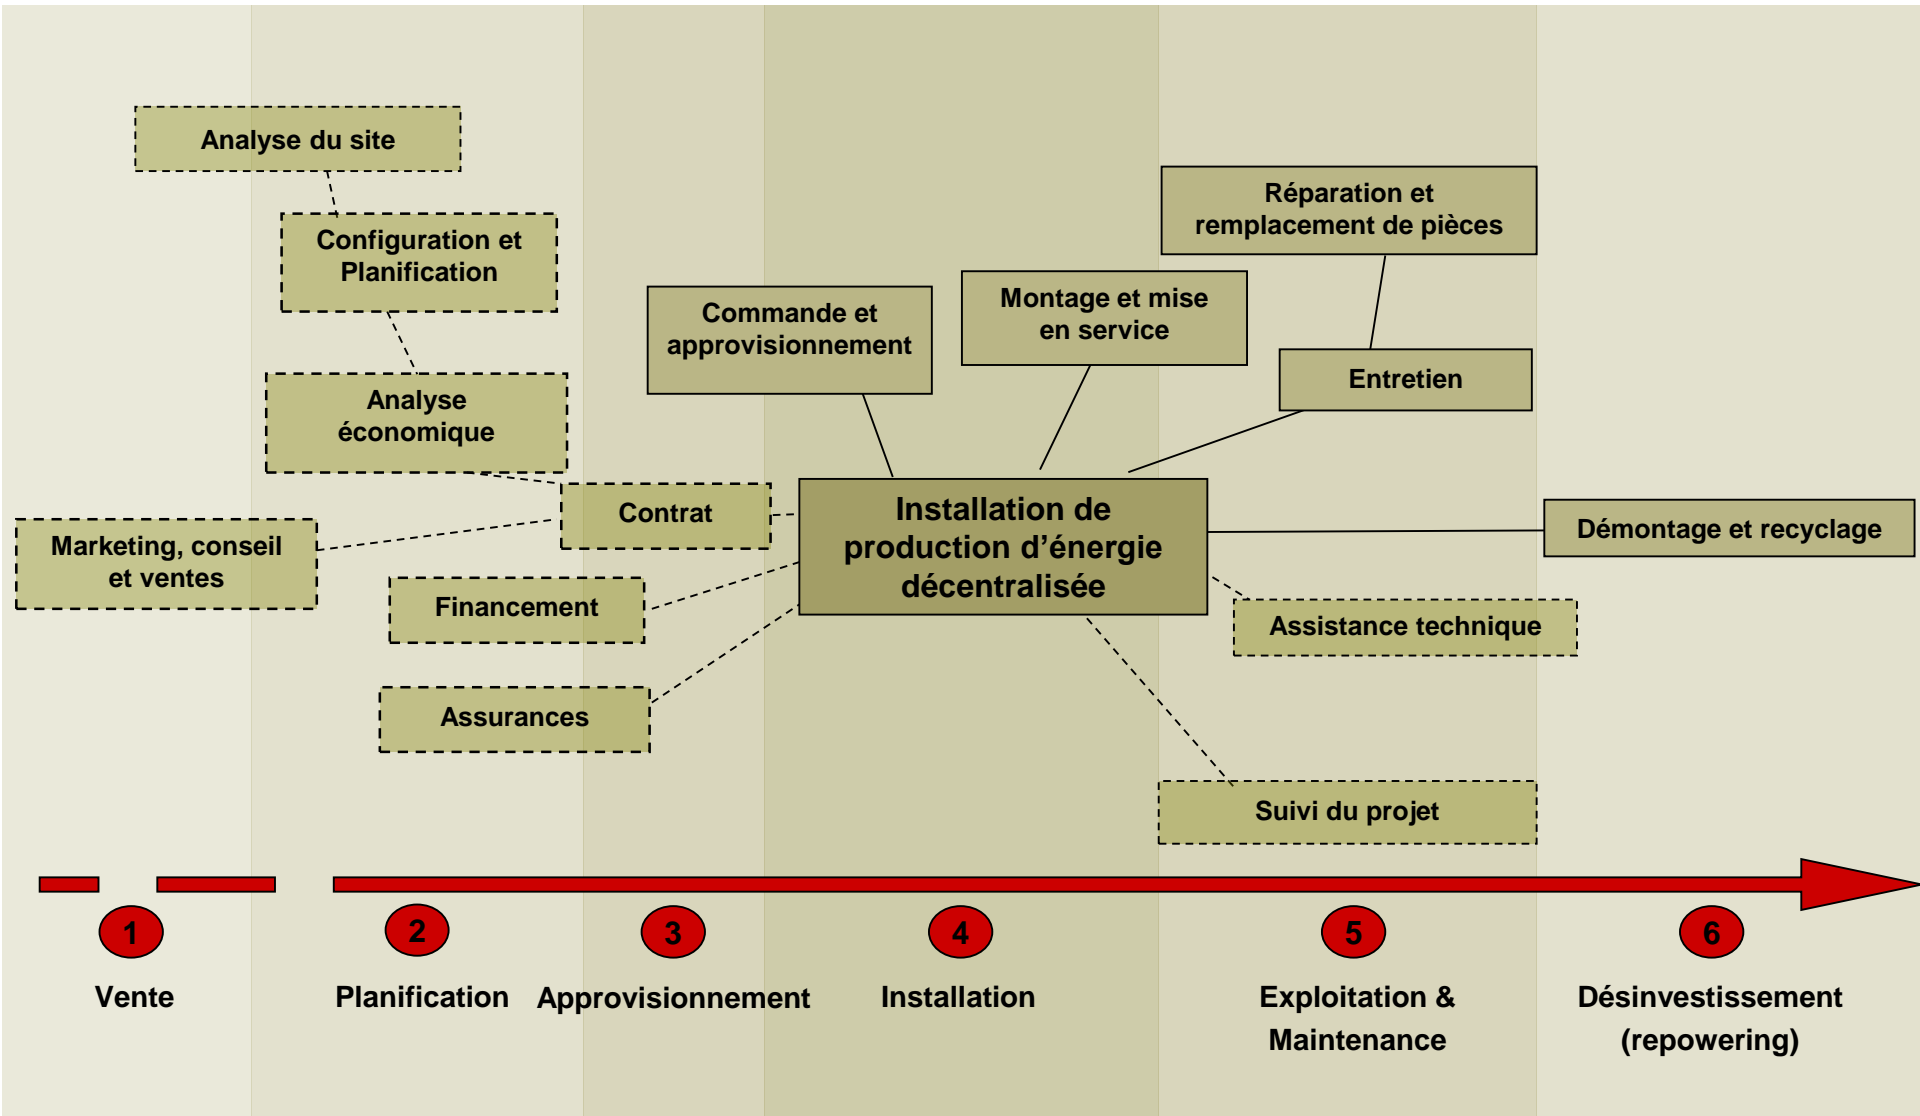 Analyse du site
Configuration et
Planification
Analyse
économique
Marketing, conseil
et ventes
Contrat
Financement
Assurances
Commande et
approvisionnement
Montage et mise
en service
Réparation et
remplacement de pièces
Entretien
Installation de
production d’énergie
décentralisée
Démontage et recyclage
Assistance technique
Suivi du projet
1
2
3
4
5
6
Vente
Planification
Approvisionnement
Installation
Exploitation &
Maintenance
Désinvestissement
(repowering)